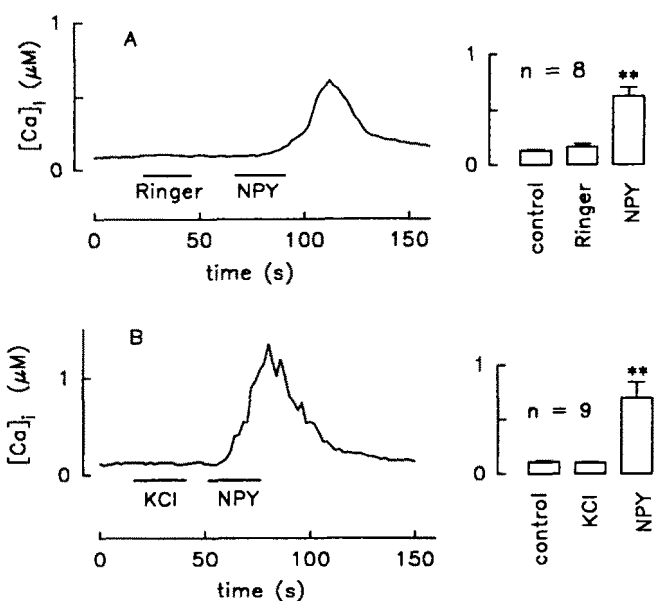 A
[Ca]i (μM)
1
0
Ringer
NPY
0
50
100
150
time (s)
n = 8
**
1
0
control
Ringer
NPY
B
[Ca]i (μM)
1
0
KCl
NPY
0
50
100
150
time (s)
n = 9
**
1
0
control
KCl
NPY